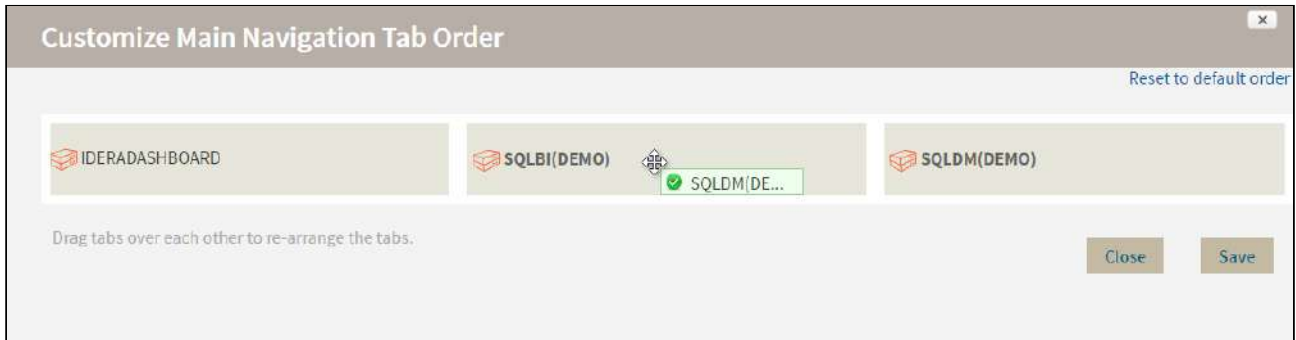 Customize Main Navigation Tab Order
x
Reset to default order
IDERADASHBOARD
SQLBI(DEMO)
SQLDM(DEMO)
SQLDM(DE...
Drag tabs over each other to re-arrange the tabs.
Close
Save